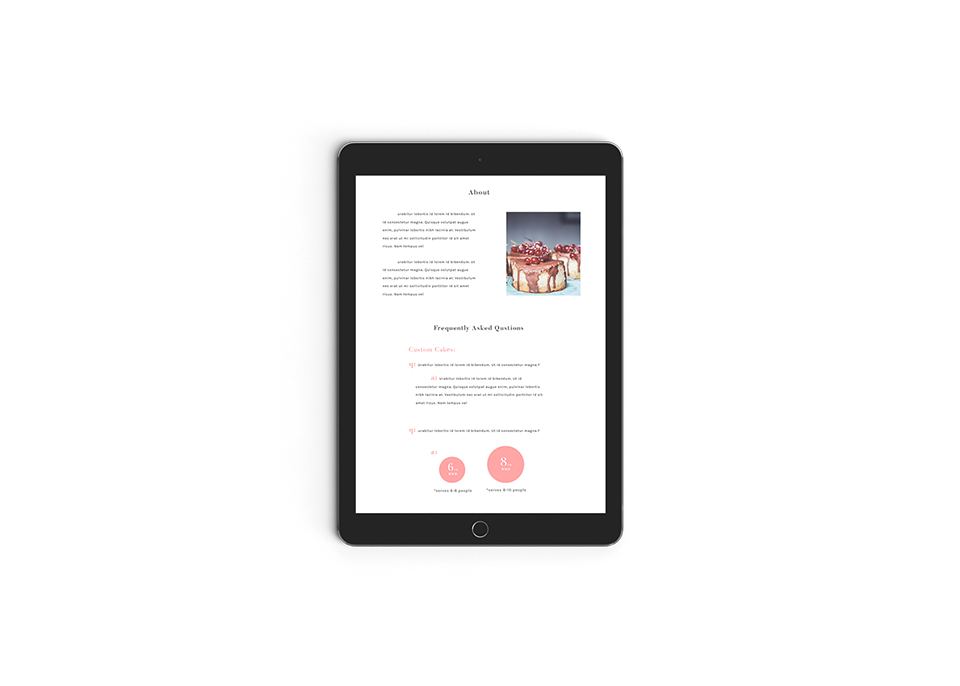 About
urabitur lobortis id lorem id bibendum. Ut
id consectetur magna. Quisque volutpat augue
enim, pulvinar lobortis nibh lacinia at. Vestibulum
nec erat ut mi sollicitudin porttitor id sit amet
risus. Nam tempus vel
urabitur lobortis id lorem id bibendum. Ut
id consectetur magna. Quisque volutpat augue
enim, pulvinar lobortis nibh lacinia at. Vestibulum
nec erat ut mi sollicitudin porttitor id sit amet
risus. Nam tempus vel
Frequently Asked Qustions
Custom Cakes:
q: urabitur lobortis id lorem id bibendum. Ut id consectetur magna?
a: urabitur lobortis id lorem id bibendum. Ut id
consectetur magna. Quisque volutpat augue enim, pulvinar lobortis
nibh lacinia at. Vestibulum nec erat ut mi sollicitudin porttitor id sit
amet risus. Nam tempus vel
q: urabitur lobortis id lorem id bibendum. Ut id consectetur magna?
a:
6
8
*serves 6-8 people
*serves 8-10 people